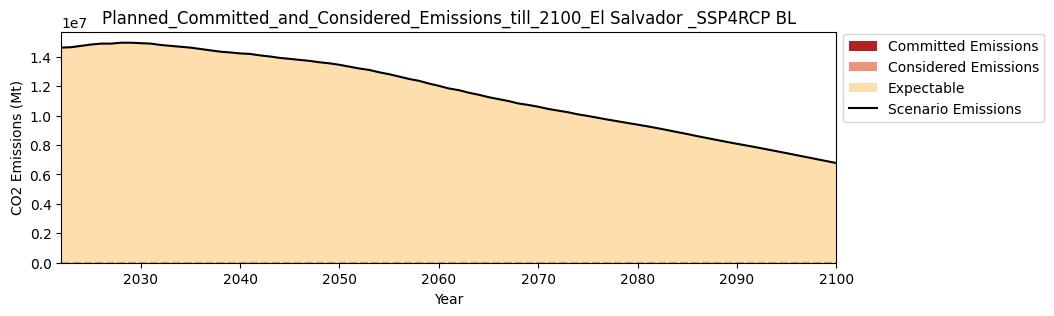 Planned_Committed_and_Considered_Emissions_till_2100_El Salvador _SSP4RCP BL
1e7
1.4
1.2
1.0
0.8
0.6
0.4
0.2
0.0
CO2 Emissions (Mt)
2030
2040
2050
2060
2070
2080
2090
2100
Year
Committed Emissions
Considered Emissions
Expectable
Scenario Emissions